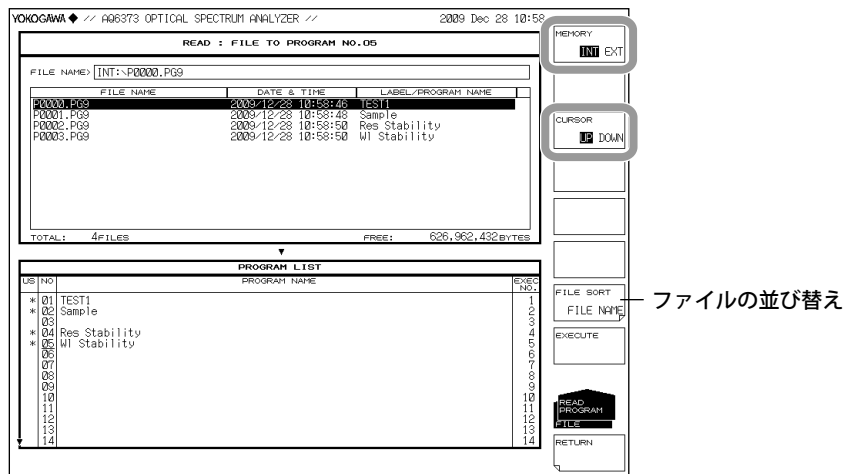 YOKOGAWA ◆ // AQ6373 OPTICAL SPECTRUM ANALYZER // 2009 Dec 28 10:58
READ : FILE TO PROGRAM NO.05
FILE NAME> INT:\P0000.PG9
FILE NAME DATE & TIME LABEL/PROGRAM NAME
P0000.PG9 2009/12/28 10:58:46 TEST1
P0001.PG9 2009/12/28 10:58:48 Sample
P0002.PG9 2009/12/28 10:58:50 Res Stability
P0003.PG9 2009/12/28 10:58:50 Wl Stability
TOTAL: 4FILES FREE: 626,962,432BYTES
▼
PROGRAM LIST
US NO PROGRAM NAME EXEC NO.
* 01 TEST1 1
* 02 Sample 2
03 3
* 04 Res Stability 4
* 05 Wl Stability 5
06 6
07 7
08 8
09 9
10 10
11 11
12 12
13 13
14 14
MEMORY
INT EXT
CURSOR
UP DOWN
FILE SORT
FILE NAME
ファイルの並び替え
EXECUTE
READ
PROGRAM
FILE
RETURN